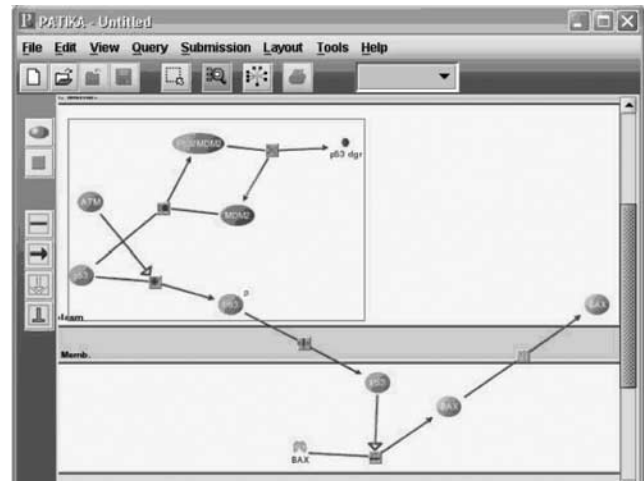 PATIKA - Untitled
File Edit View Query Submission Layout Tools Help
P53/MDM2
p53 dgr
ATM
MDM2
p53
P53
p
Memb.
BAX
p53
BAX
BAX